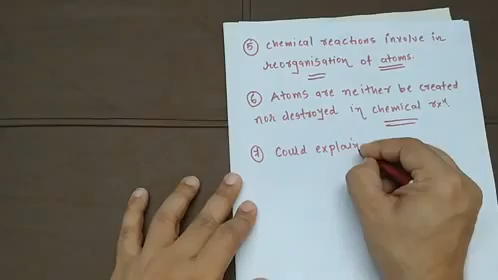 ⑤ Chemical reactions involve in
reorganisation of atoms.
⑥ Atoms are neither be created
nor destroyed in chemical rxn
⑦ Could explain